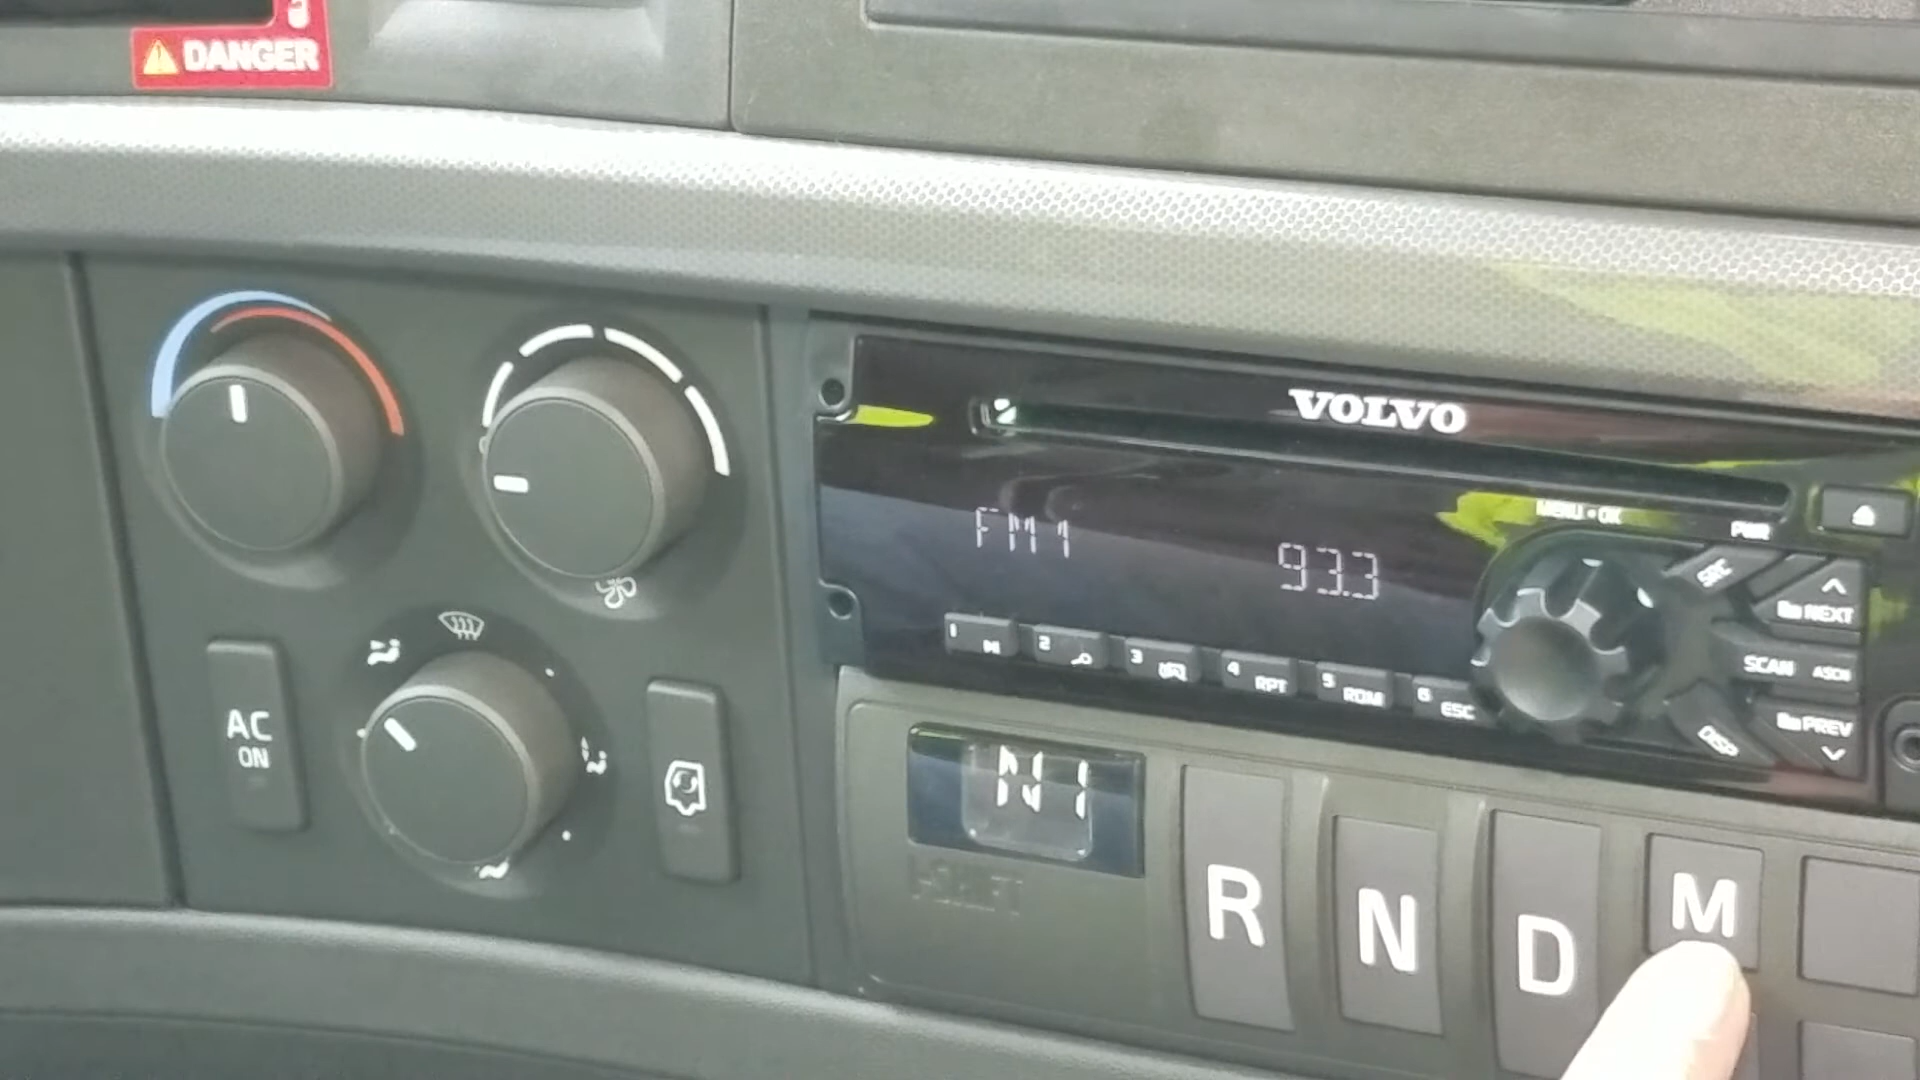 DANGER
VOLVO
MENU • OK
PWR
FM1
93.3
SRC
NEXT
SCAN ASCN
PREV
DISP
1
2
3
4 RPT
5 RDM
6 ESC
AC
ON
N1
R
N
D
M